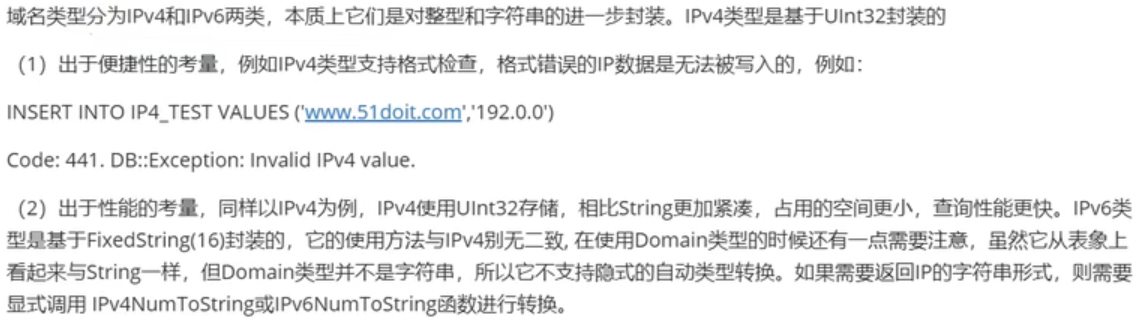 域名类型分为IPv4和IPv6两类，本质上它们是对整型和字符串的进一步封装。IPv4类型是基于UInt32封装的
（1）出于便捷性的考量，例如IPv4类型支持格式检查，格式错误的IP数据是无法被写入的，例如：
INSERT INTO IP4_TEST VALUES ('www.51doit.com','192.0.0')
Code: 441. DB::Exception: Invalid IPv4 value.
（2）出于性能的考量，同样以IPv4为例，IPv4使用UInt32存储，相比String更加紧凑，占用的空间更小，查询性能更快。IPv6类
型是基于FixedString(16)封装的，它的使用方法与IPv4别无二致, 在使用Domain类型的时候还有一点需要注意，虽然它从表象上
看起来与String一样，但Domain类型并不是字符串，所以它不支持隐式的自动类型转换。如果需要返回IP的字符串形式，则需要
显式调用 IPv4NumToString或IPv6NumToString函数进行转换。